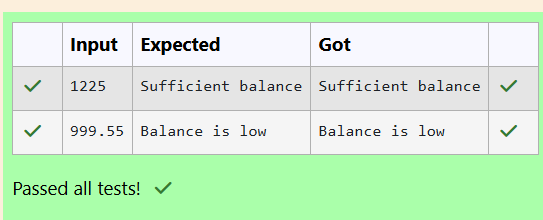 Input Expected Got
1225 Sufficient balance Sufficient balance
999.55 Balance is low Balance is low
Passed all tests!